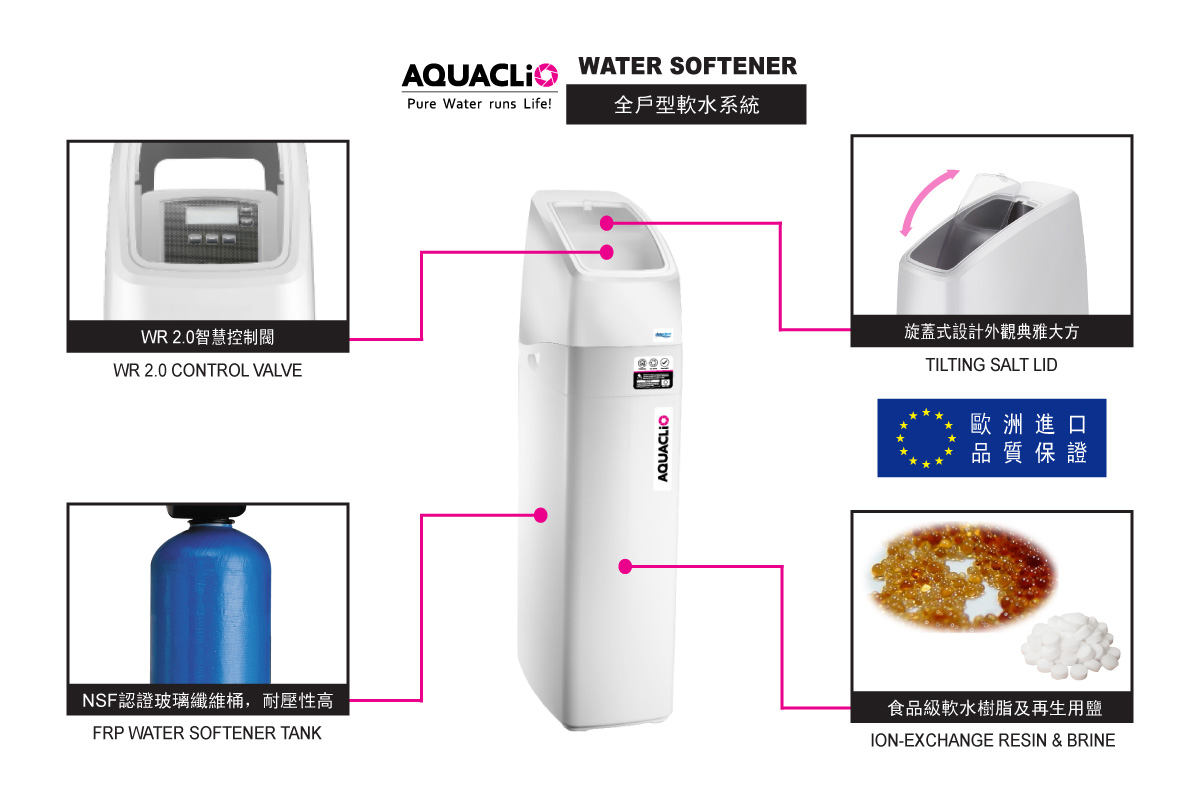 AQUACLiO
Pure Water runs Life!
WATER SOFTENER
全戶型軟水系統
WR 2.0智慧控制閥
WR 2.0 CONTROL VALVE
旋蓋式設計外觀典雅大方
TILTING SALT LID
歐洲進口
品質保證
AQUACLiO
NSF認證玻璃纖維桶，耐壓性高
FRP WATER SOFTENER TANK
食品級軟水樹脂及再生用鹽
ION-EXCHANGE RESIN & BRINE